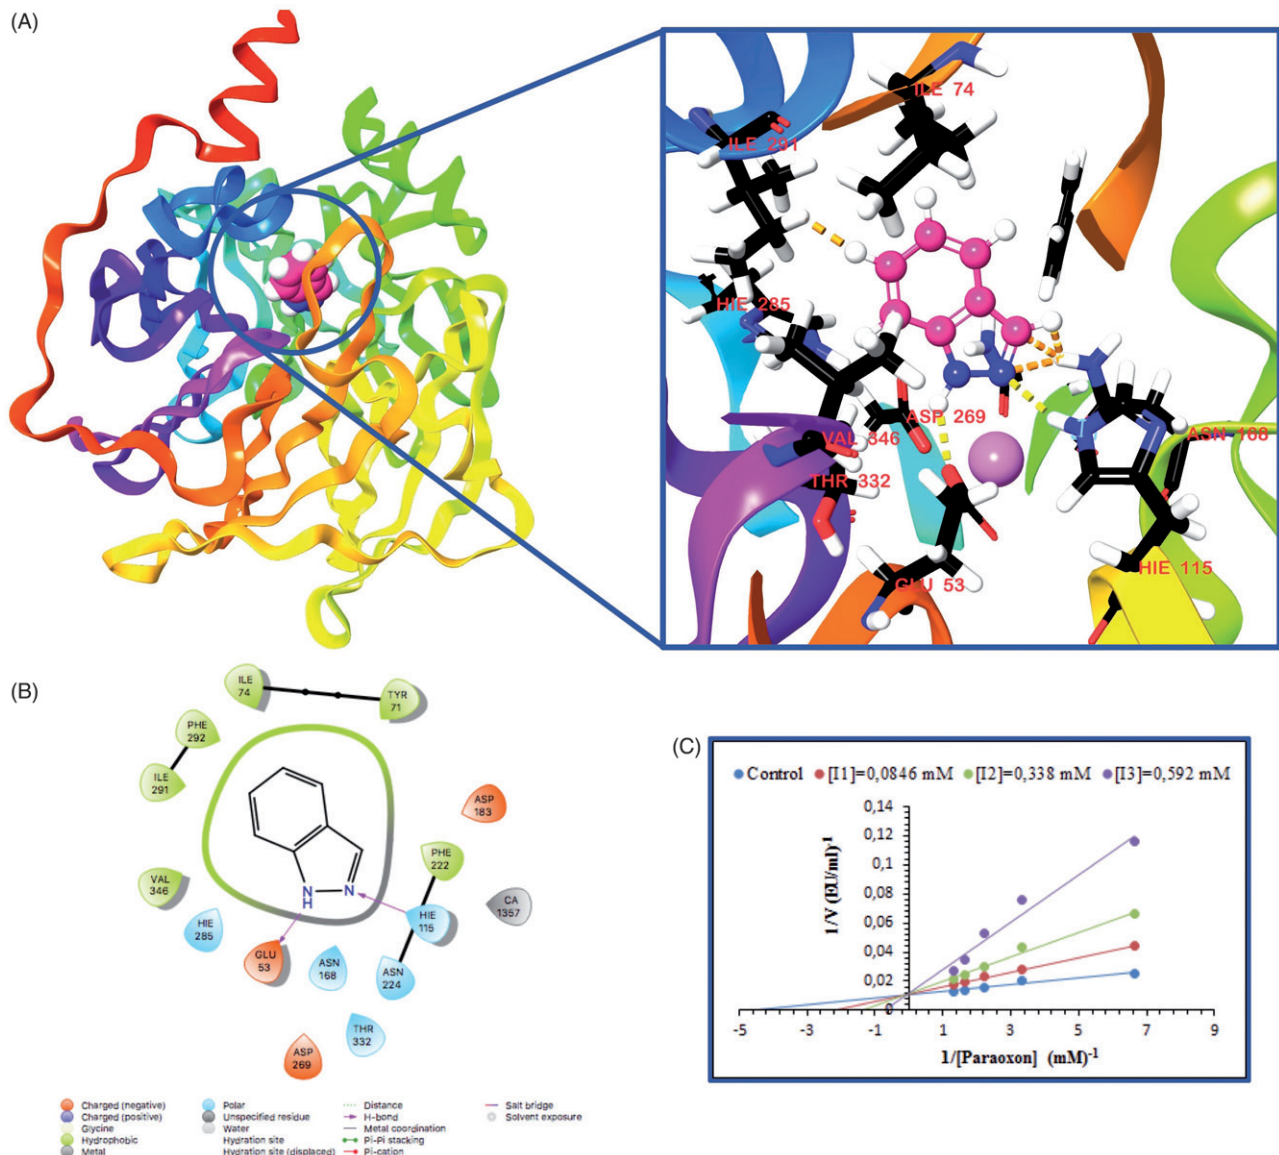 (A)
ILE 74
ILE 291
HIE 285
ASP 269
VAL 346
ASN 168
THR 332
HIE 115
GLU 53
(B)
ILE
74
TYR
71
PHE
292
ILE
291
ASP
183
PHE
222
VAL
346
CA
1357
HIE
285
HIE
115
GLU
53
ASN
168
ASN
224
THR
332
ASP
269
N
H
N
Charged (negative)
Charged (positive)
Glycine
Hydrophobic
Metal
Polar
Unspecified residue
Water
Hydration site
Hydration site (displaced)
Distance
H-bond
Metal coordination
Pi-Pi stacking
Pi-cation
Salt bridge
Solvent exposure
(C)
Control [I1]=0,0846 mM [I2]=0,338 mM [I3]=0,592 mM
0,14
0,12
0,1
0,08
0,06
0,04
0,02
0
1/V (EU/ml)-1
-5 -3 -1 1 3 5 7 9
1/[Paraoxon] (mM)-1